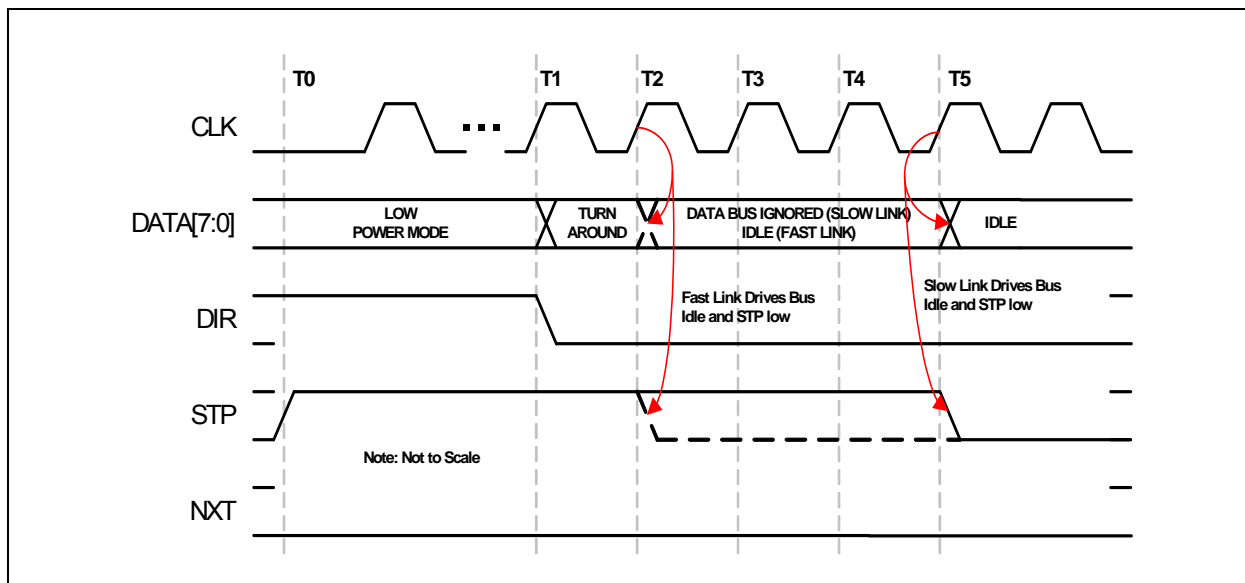 T0
T1
T2
T3
T4
T5
CLK
DATA[7:0]
LOW
POWER MODE
TURN
AROUND
DATA BUS IGNORED (SLOW LINK)
IDLE (FAST LINK)
IDLE
DIR
Fast Link Drives Bus
Idle and STP low
Slow Link Drives Bus
Idle and STP low
STP
Note: Not to Scale
NXT